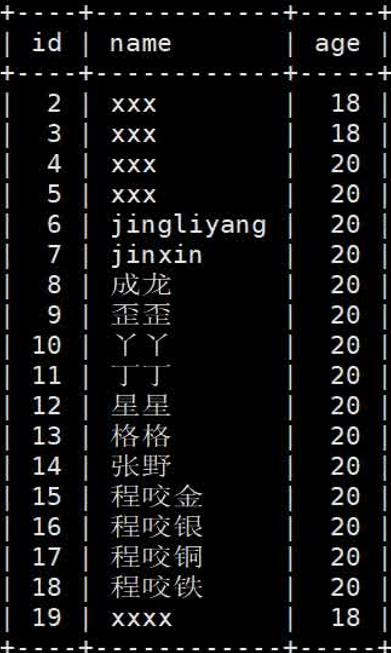 +----+------------+-----+
| id | name | age |
+----+------------+-----+
| 2 | xxx | 18 |
| 3 | xxx | 18 |
| 4 | xxx | 20 |
| 5 | xxx | 20 |
| 6 | jingliyang | 20 |
| 7 | jinxin | 20 |
| 8 | 成龙 | 20 |
| 9 | 歪歪 | 20 |
| 10 | 丫丫 | 20 |
| 11 | 丁丁 | 20 |
| 12 | 星星 | 20 |
| 13 | 格格 | 20 |
| 14 | 张野 | 20 |
| 15 | 程咬金 | 20 |
| 16 | 程咬银 | 20 |
| 17 | 程咬铜 | 20 |
| 18 | 程咬铁 | 20 |
| 19 | xxxx | 18 |
+----+------------+-----+